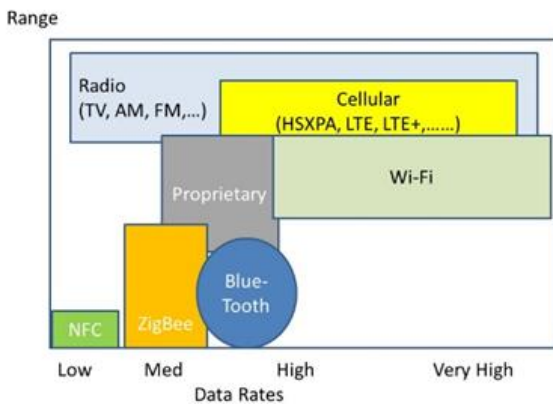 Range
Radio
(TV, AM, FM,...)
Cellular
(HSXPA, LTE, LTE+,......)
Proprietary
Wi-Fi
Blue-
Tooth
NFC
ZigBee
Low
Med
High
Very High
Data Rates